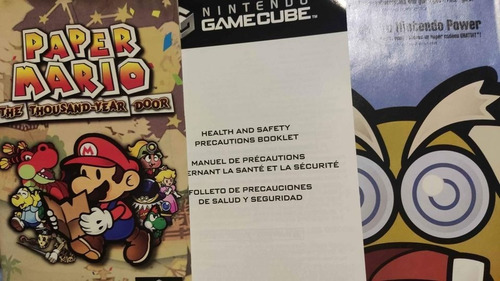 PAPER
MARIO
THE THOUSAND-YEAR DOOR
NINTENDO
GAMECUBE™
HEALTH AND SAFETY
PRECAUTIONS BOOKLET
MANUEL DE PRÉCAUTIONS
ERNANT LA SANTÉ ET LA SÉCURITÉ
FOLLETO DE PRECAUCIONES
DE SALUD Y SEGURIDAD
Nintendo Power